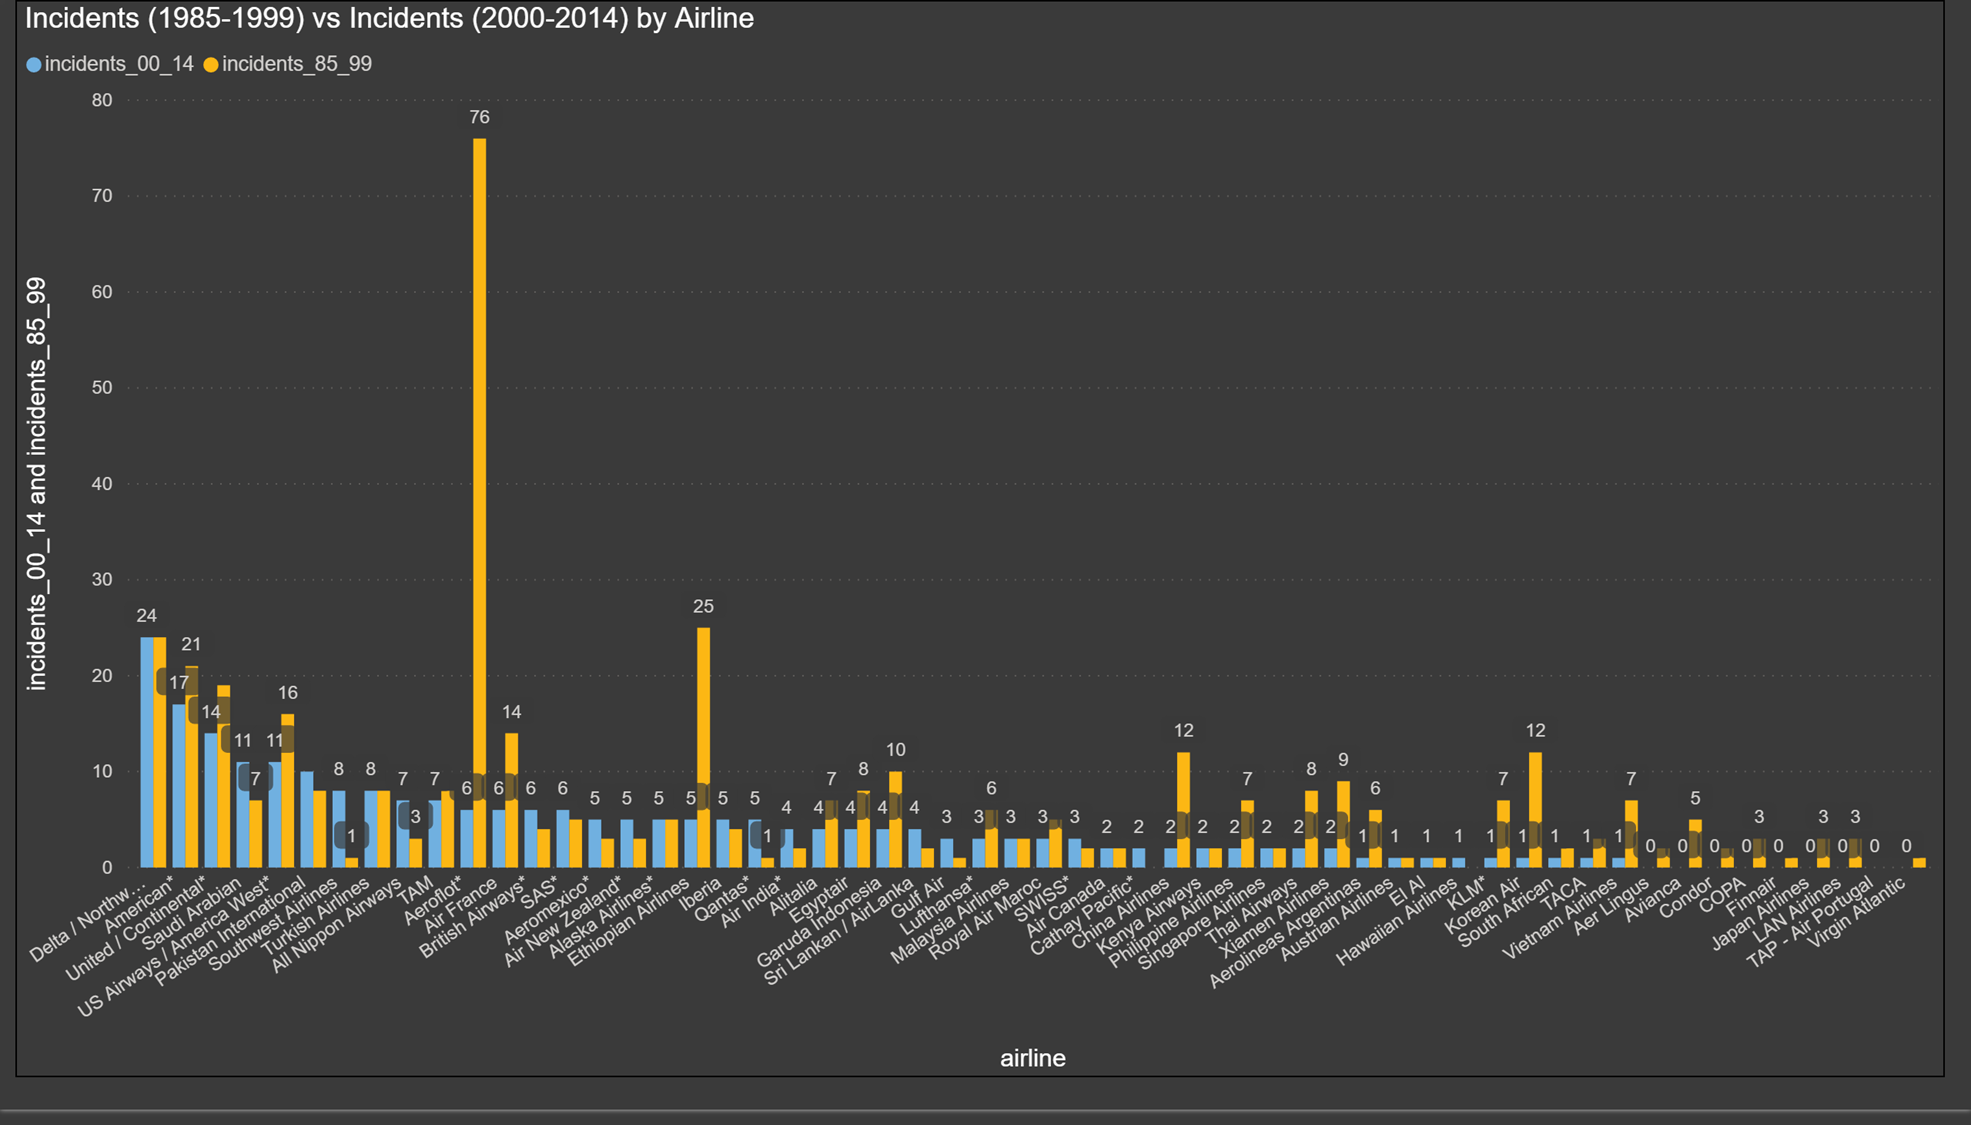 Incidents (1985-1999) vs Incidents (2000-2014) by Airline
incidents_00_14 incidents_85_99
incidents_00_14 and incidents_85_99
80
70
60
50
40
30
20
10
0
24
17
21
14
11
7
11
16
8
1
8
7
3
7
6
76
6
14
6
6
5
5
5
5
25
5
5
1
4
4
7
4
8
4
10
4
3
3
6
3
3
3
2
2
2
12
2
2
7
2
2
8
2
9
1
6
1
1
1
1
7
1
12
1
1
1
7
0
0
5
0
0
3
0
0
3
0
3
0
0
Delta / Northw...
American*
United / Continental*
Saudi Arabian
US Airways / America West*
Pakistan International
Southwest Airlines
Turkish Airlines
All Nippon Airways
TAM
Aeroflot*
Air France
British Airways*
SAS*
Aeromexico*
Air New Zealand*
Alaska Airlines*
Ethiopian Airlines
Iberia
Qantas*
Air India*
Alitalia
Egyptair
Garuda Indonesia
Sri Lankan / AirLanka
Gulf Air
Lufthansa*
Malaysia Airlines
Royal Air Maroc
SWISS*
Air Canada
Cathay Pacific*
China Airlines
Kenya Airways
Philippine Airlines
Singapore Airlines
Thai Airways
Xiamen Airlines
Aerolineas Argentinas
Austrian Airlines
El Al
Hawaiian Airlines
KLM*
Korean Air
South African
TACA
Vietnam Airlines
Aer Lingus
Avianca
Condor
COPA
Finnair
Japan Airlines
LAN Airlines
TAP - Air Portugal
Virgin Atlantic
airline